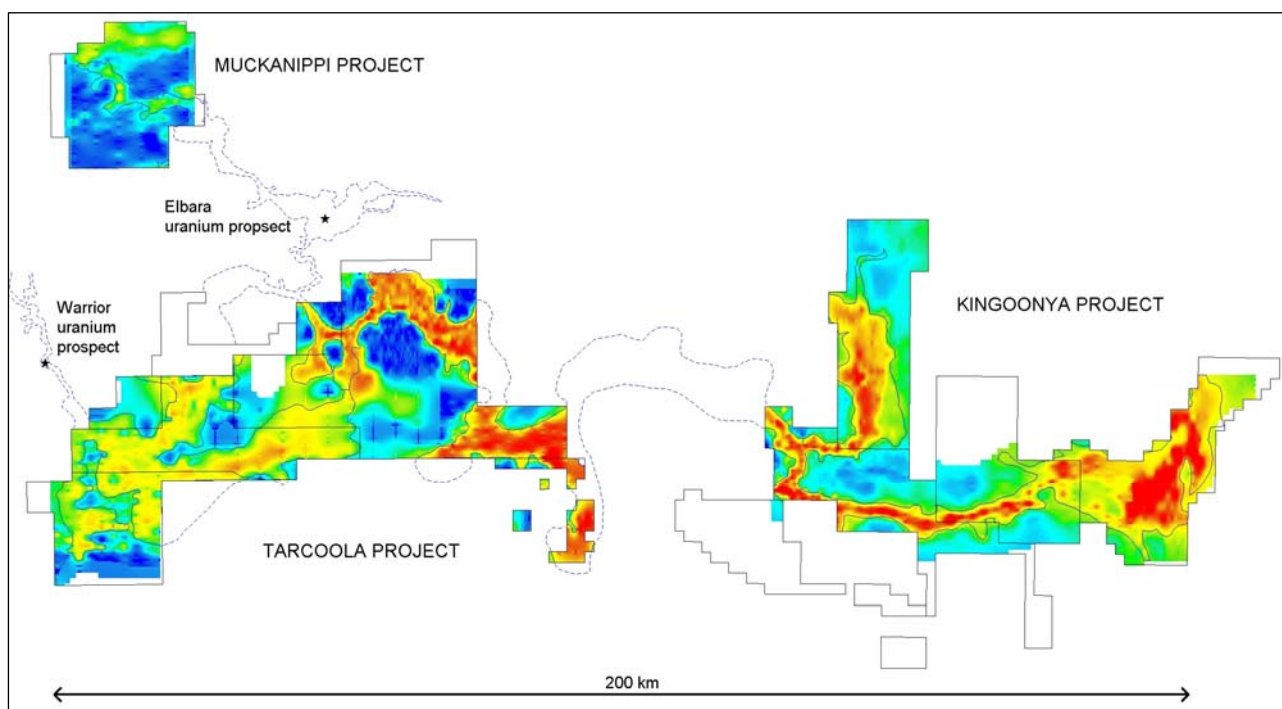 MUCKANIPPI PROJECT
Elbara
uranium propsect
Warrior
uranium
prospect
KINGOONYA PROJECT
TARCOOLA PROJECT
200 km